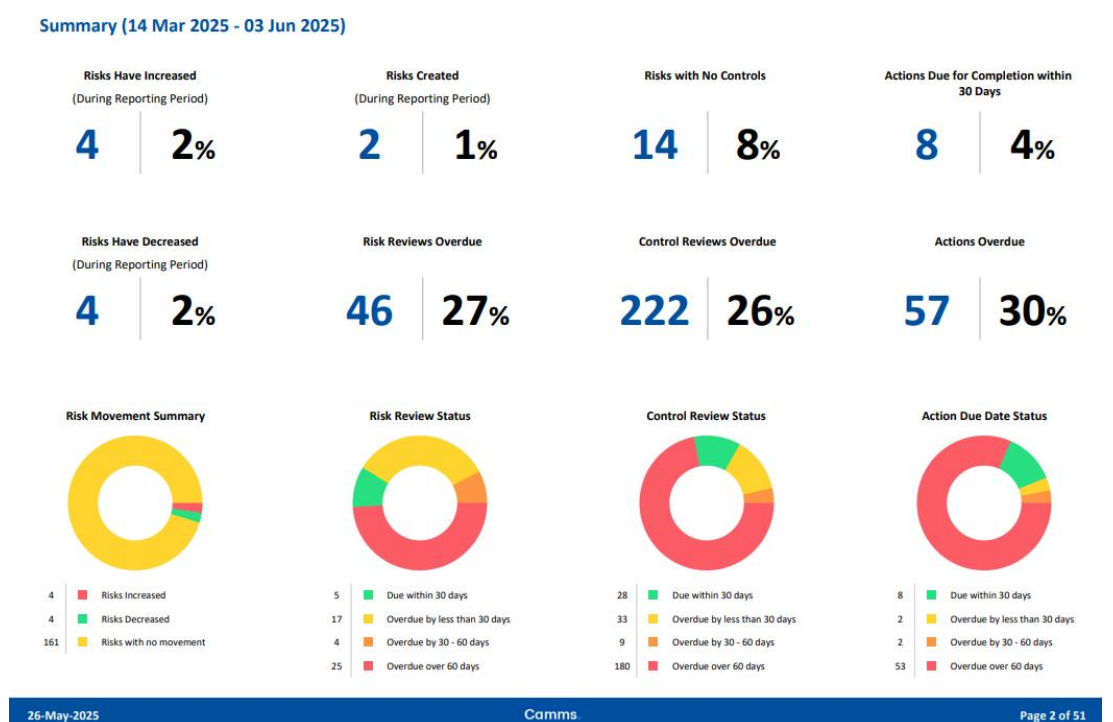 Summary (14 Mar 2025 - 03 Jun 2025)
Risks Have Increased
(During Reporting Period)
4
2%
Risks Created
(During Reporting Period)
2
1%
Risks with No Controls
14
8%
Actions Due for Completion within
30 Days
8
4%
Risks Have Decreased
(During Reporting Period)
4
2%
Risk Reviews Overdue
46
27%
Control Reviews Overdue
222
26%
Actions Overdue
57
30%
Risk Movement Summary
4 Risks Increased
4 Risks Decreased
161 Risks with no movement
Risk Review Status
5 Due within 30 days
17 Overdue by less than 30 days
4 Overdue by 30 - 60 days
25 Overdue over 60 days
Control Review Status
28 Due within 30 days
33 Overdue by less than 30 days
9 Overdue by 30 - 60 days
180 Overdue over 60 days
Action Due Date Status
8 Due within 30 days
2 Overdue by less than 30 days
2 Overdue by 30 - 60 days
53 Overdue over 60 days
26-May-2025
Camms.
Page 2 of 51